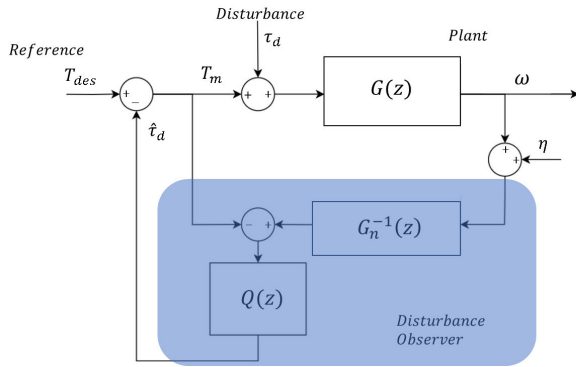 Disturbance
τ_d
Plant
Reference
T_des
+
−
T_m
+
+
G(z)
ω
τ̂_d
+
+
η
−
+
G_n^{-1}(z)
Q(z)
Disturbance
Observer